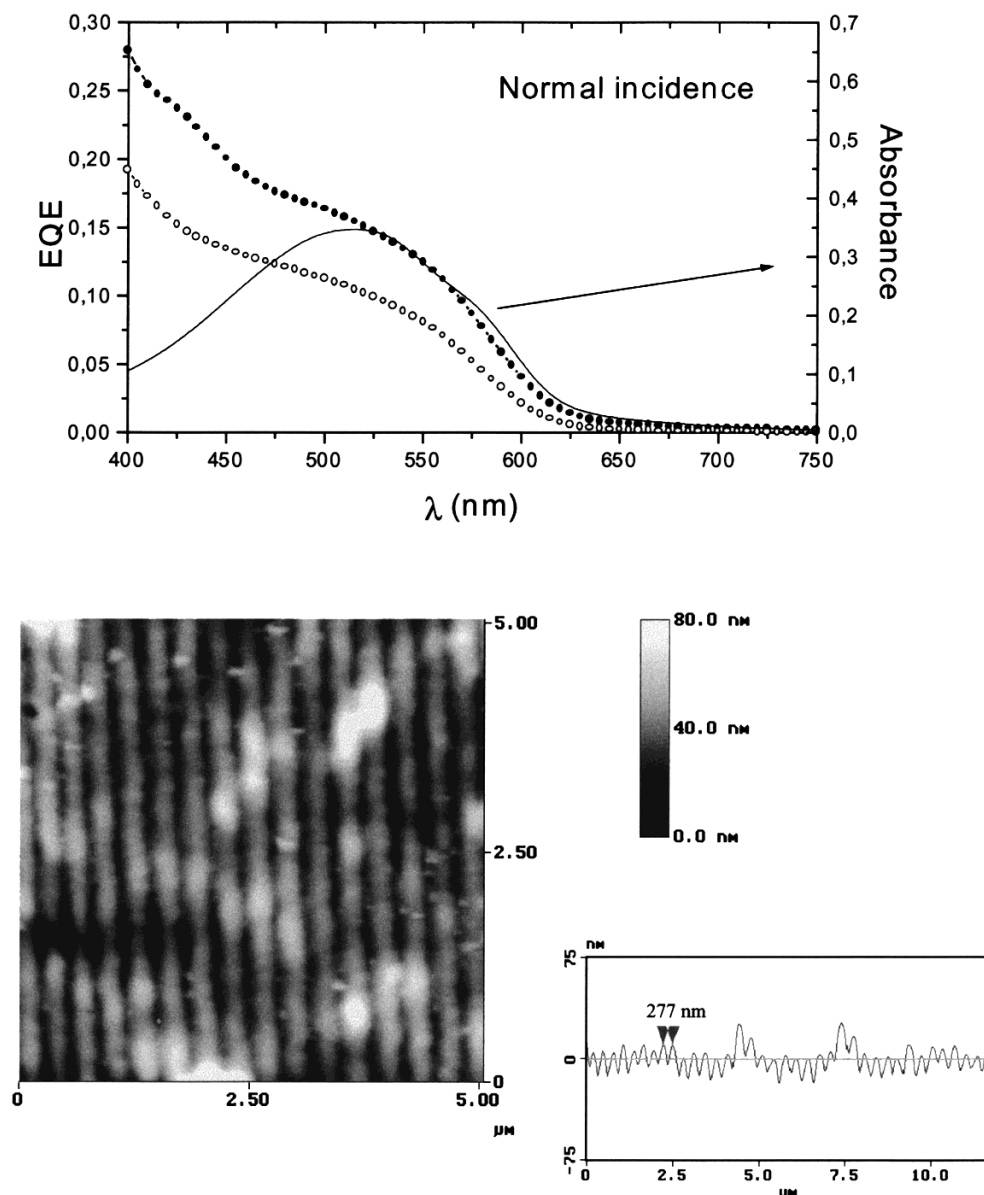 0,30
0,25
0,20
0,15
0,10
0,05
0,00
EQE
Normal incidence
0,7
0,6
0,5
0,4
0,3
0,2
0,1
0,0
Absorbance
400 450 500 550 600 650 700 750
λ (nm)
5.00
2.50
0
0 2.50 5.00
μM
80.0 nM
40.0 nM
0.0 nM
nM
75
0
-75
277 nm
0 2.5 5.0 7.5 10.0
μM